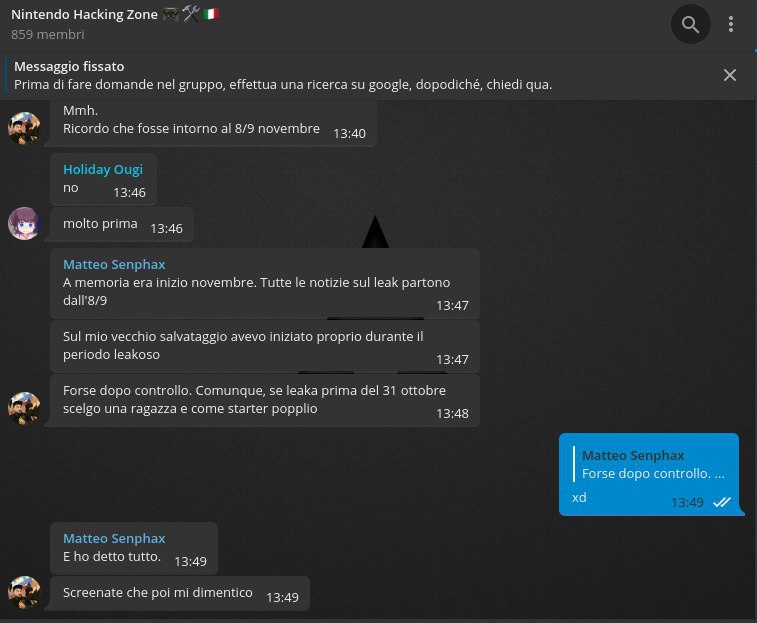 Nintendo Hacking Zone 🎮🛠🇮🇹
859 membri
Messaggio fissato
Prima di fare domande nel gruppo, effettua una ricerca su google, dopodiché, chiedi qua.
Mmh.
Ricordo che fosse intorno al 8/9 novembre 13:40
Holiday Ougi
no 13:46
molto prima 13:46
Matteo Senphax
A memoria era inizio novembre. Tutte le notizie sul leak partono
dall'8/9
13:47
Sul mio vecchio salvataggio avevo iniziato proprio durante il
periodo leakoso
13:47
Forse dopo controllo. Comunque, se leaka prima del 31 ottobre
scelgo una ragazza e come starter popplio
13:48
Matteo Senphax
Forse dopo controllo. ...
xd 13:49
Matteo Senphax
E ho detto tutto. 13:49
Screenate che poi mi dimentico 13:49